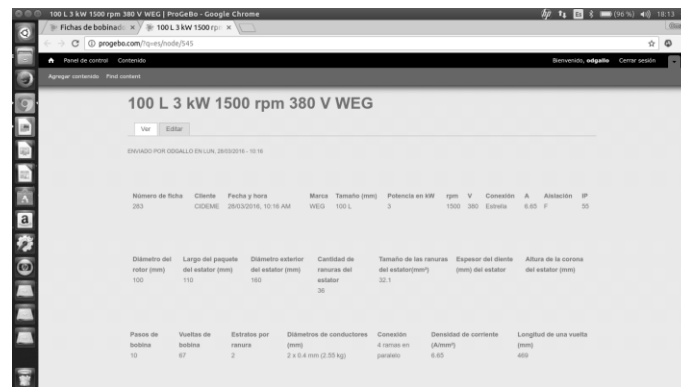 100 L 3 kW 1500 rpm 380 V WEG | ProGeBo - Google Chrome
Es (96 %) 18:13
Fichas de bobinado × 100 L 3 kW 1500 rpm ×
progebo.com/?q=es/node/545
Panel de control Contenido Bienvenido, odgallo Cerrar sesión
Agregar contenido Find content
100 L 3 kW 1500 rpm 380 V WEG
Ver Editar
ENVIADO POR ODGALLO EN LUN, 28/03/2016 - 10:16
Número de ficha Cliente Fecha y hora Marca Tamaño (mm) Potencia en kW rpm V Conexión A Aislación IP
263 CIDEME 28/03/2016, 10:16 AM WEG 100 L 3 1500 380 Estrella 6.65 F 55
Diámetro del Largo del paquete Diámetro exterior Cantidad de Tamaño de las ranuras Espesor del diente Altura de la corona
rotor (mm) del estator (mm) del estator (mm) ranuras del del estator(mm²) (mm) del estator del estator (mm)
100 110 160 estator 32.1
36
Pasos de Vueltas de Estratos por Diámetros de conductores Conexión Densidad de corriente Longitud de una vuelta
bobina bobina ranura (mm) 4 ramas en (A/mm²) (mm)
10 67 2 2 x 0.4 mm (2.55 kg) paralelo 6.65 469